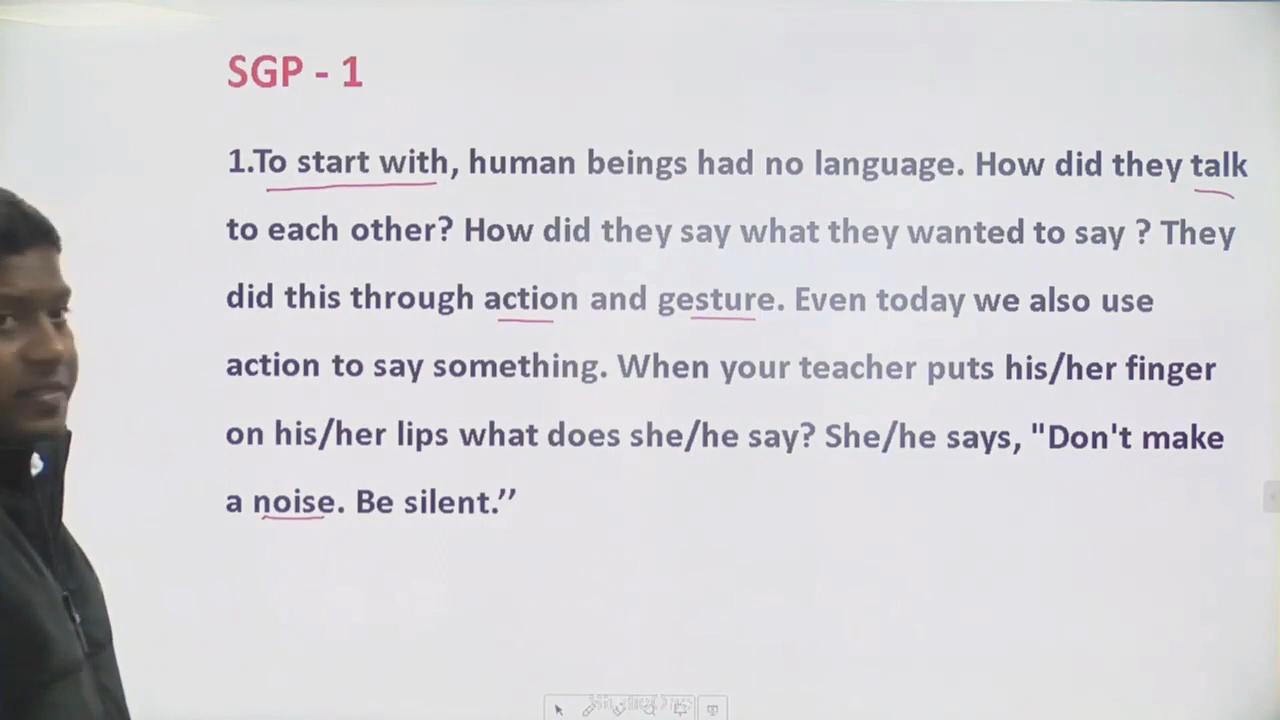 SGP - 1
1.To start with, human beings had no language. How did they talk
to each other? How did they say what they wanted to say ? They
did this through action and gesture. Even today we also use
action to say something. When your teacher puts his/her finger
on his/her lips what does she/he say? She/he says, "Don't make
a noise. Be silent.”